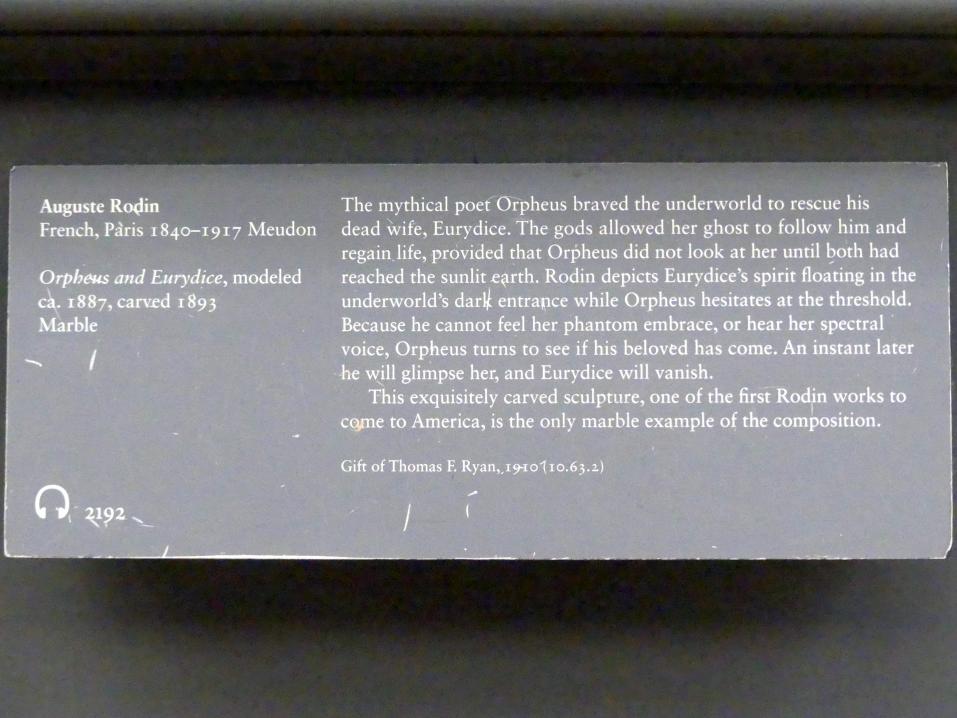 Auguste Rodin
French, Paris 1840–1917 Meudon
Orpheus and Eurydice, modeled
ca. 1887, carved 1893
Marble
2192
The mythical poet Orpheus braved the underworld to rescue his
dead wife, Eurydice. The gods allowed her ghost to follow him and
regain life, provided that Orpheus did not look at her until both had
reached the sunlit earth. Rodin depicts Eurydice’s spirit floating in the
underworld’s dark entrance while Orpheus hesitates at the threshold.
Because he cannot feel her phantom embrace, or hear her spectral
voice, Orpheus turns to see if his beloved has come. An instant later
he will glimpse her, and Eurydice will vanish.
This exquisitely carved sculpture, one of the first Rodin works to
come to America, is the only marble example of the composition.
Gift of Thomas F. Ryan, 1910 (10.63.2)